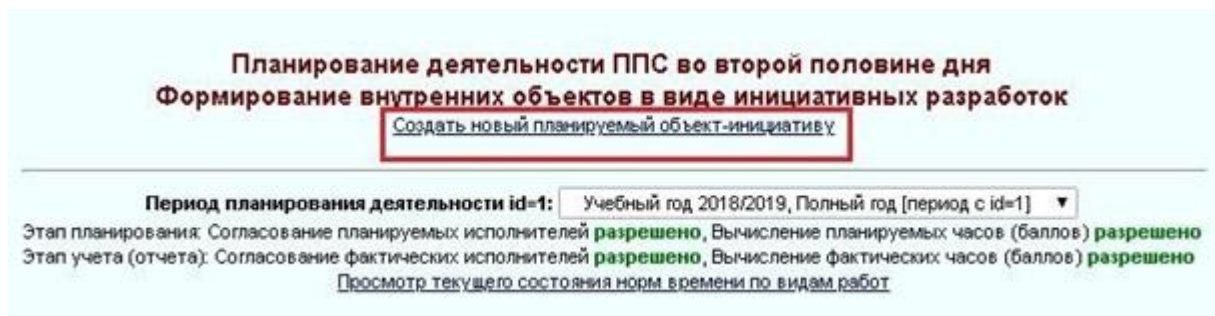 Планирование деятельности ППС во второй половине дня
Формирование внутренних объектов в виде инициативных разработок
Создать новый планируемый объект-инициативу
Период планирования деятельности id=1: Учебный год 2018/2019, Полный год [период с id=1] ▼
Этап планирования: Согласование планируемых исполнителей разрешено, Вычисление планируемых часов (баллов) разрешено
Этап учета (отчета): Согласование фактических исполнителей разрешено, Вычисление фактических часов (баллов) разрешено
Просмотр текущего состояния норм времени по видам работ